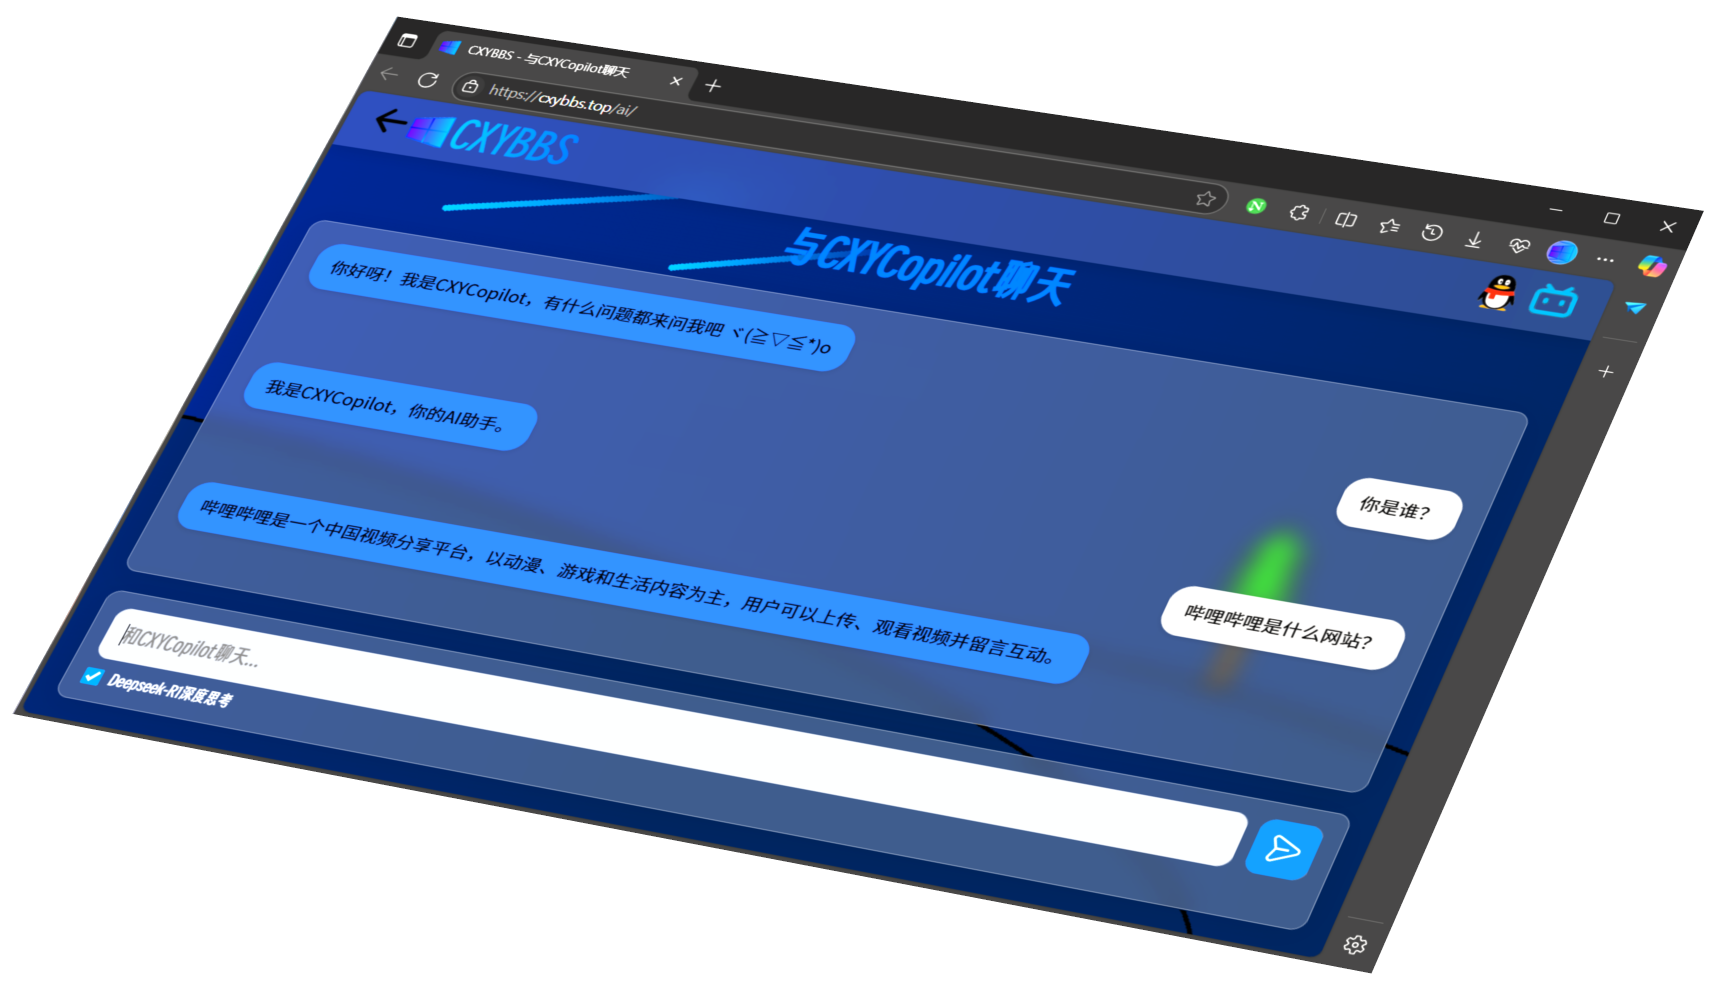 CXYBBS - 与CXYCopilot聊天
https://cxybbs.top/ai/
CXYBBS
与CXYCopilot聊天
你好呀！我是CXYCopilot，有什么问题都来问我吧ヾ(≧▽≦*)o
你是谁？
我是CXYCopilot，你的AI助手。
哔哩哔哩是什么网站？
哔哩哔哩是一个中国视频分享平台，以动漫、游戏和生活内容为主，用户可以上传、观看视频并留言互动。
和CXYCopilot聊天...
Deepseek-R1深度思考